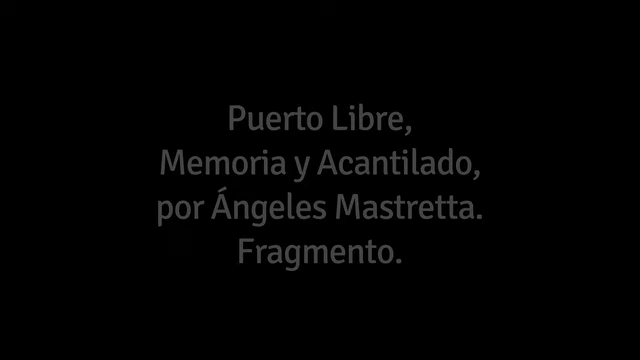 Puerto Libre,
Memoria y Acantilado,
por Ángeles Mastretta.
Fragmento.